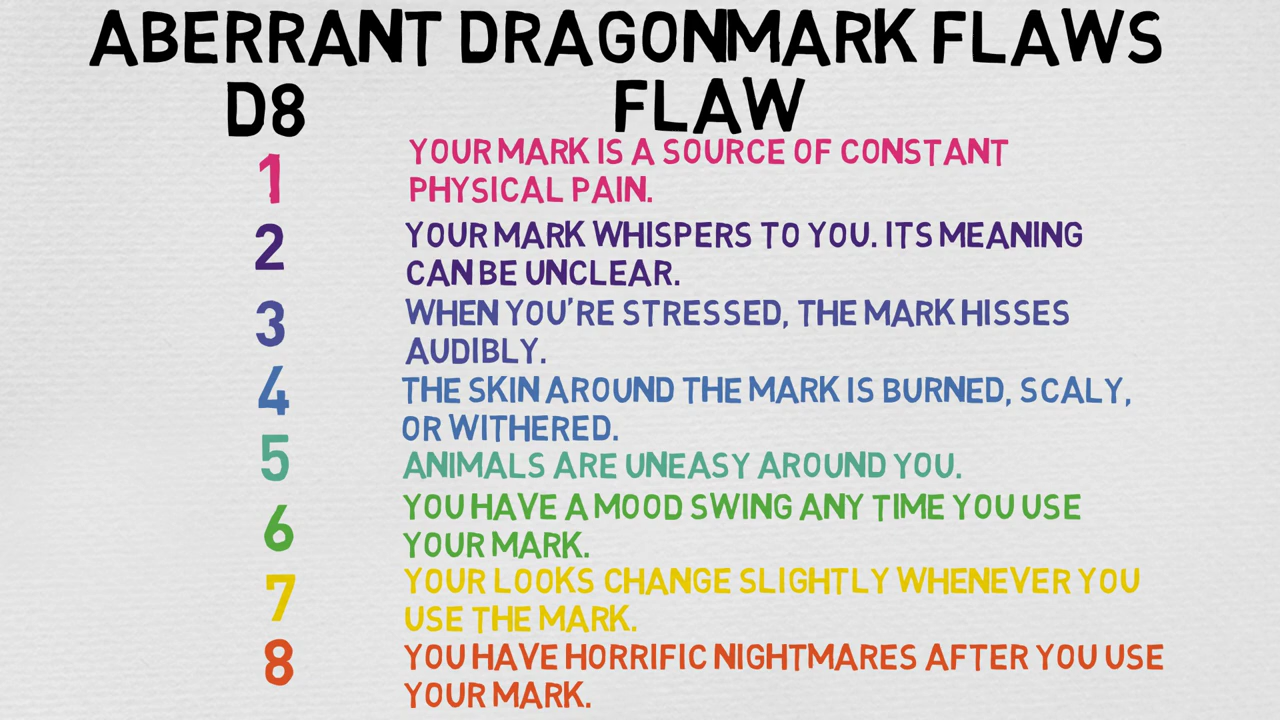 ABERRANT DRAGONMARK FLAWS
D8 FLAW
1 YOUR MARK IS A SOURCE OF CONSTANT
PHYSICAL PAIN.
2 YOUR MARK WHISPERS TO YOU. ITS MEANING
CAN BE UNCLEAR.
3 WHEN YOU'RE STRESSED, THE MARK HISSES
AUDIBLY.
4 THE SKIN AROUND THE MARK IS BURNED, SCALY,
OR WITHERED.
5 ANIMALS ARE UNEASY AROUND YOU.
6 YOU HAVE A MOOD SWING ANY TIME YOU USE
YOUR MARK.
7 YOUR LOOKS CHANGE SLIGHTLY WHENEVER YOU
USE THE MARK.
8 YOU HAVE HORRIFIC NIGHTMARES AFTER YOU USE
YOUR MARK.